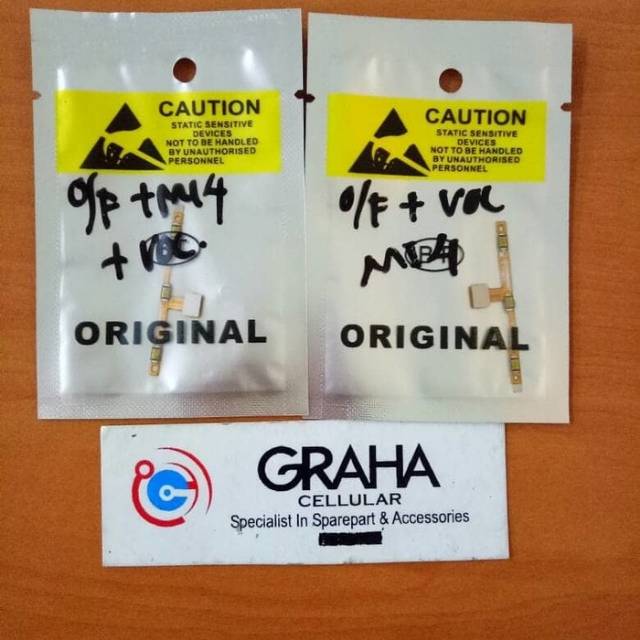 CAUTION
STATIC SENSITIVE
DEVICES
NOT TO BE HANDLED
BY UNAUTHORISED
PERSONNEL
O/F + Mi4
+ VOL.
ORIGINAL
CAUTION
STATIC SENSITIVE
DEVICES
NOT TO BE HANDLED
BY UNAUTHORISED
PERSONNEL
O/F + VOL
Mi4
ORIGINAL
GRAHA
CELLULAR
Specialist In Sparepart & Accessories